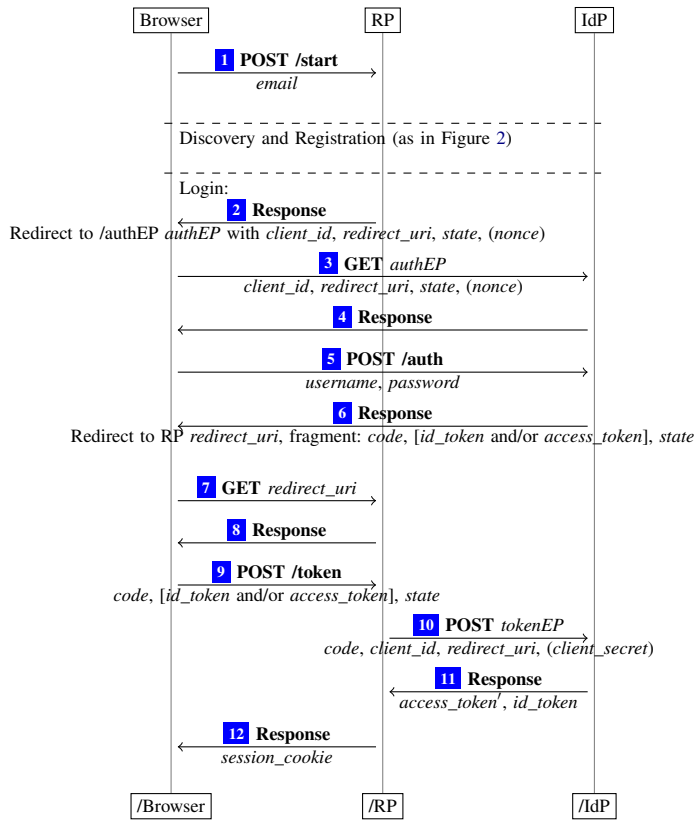 Browser RP IdP
1 POST /start
email
Discovery and Registration (as in Figure 2)
Login:
2 Response
Redirect to /authEP authEP with client_id, redirect_uri, state, (nonce)
3 GET authEP
client_id, redirect_uri, state, (nonce)
4 Response
5 POST /auth
username, password
6 Response
Redirect to RP redirect_uri, fragment: code, [id_token and/or access_token], state
7 GET redirect_uri
8 Response
9 POST /token
code, [id_token and/or access_token], state
10 POST tokenEP
code, client_id, redirect_uri, (client_secret)
11 Response
access_token′, id_token
12 Response
session_cookie
/Browser /RP /IdP